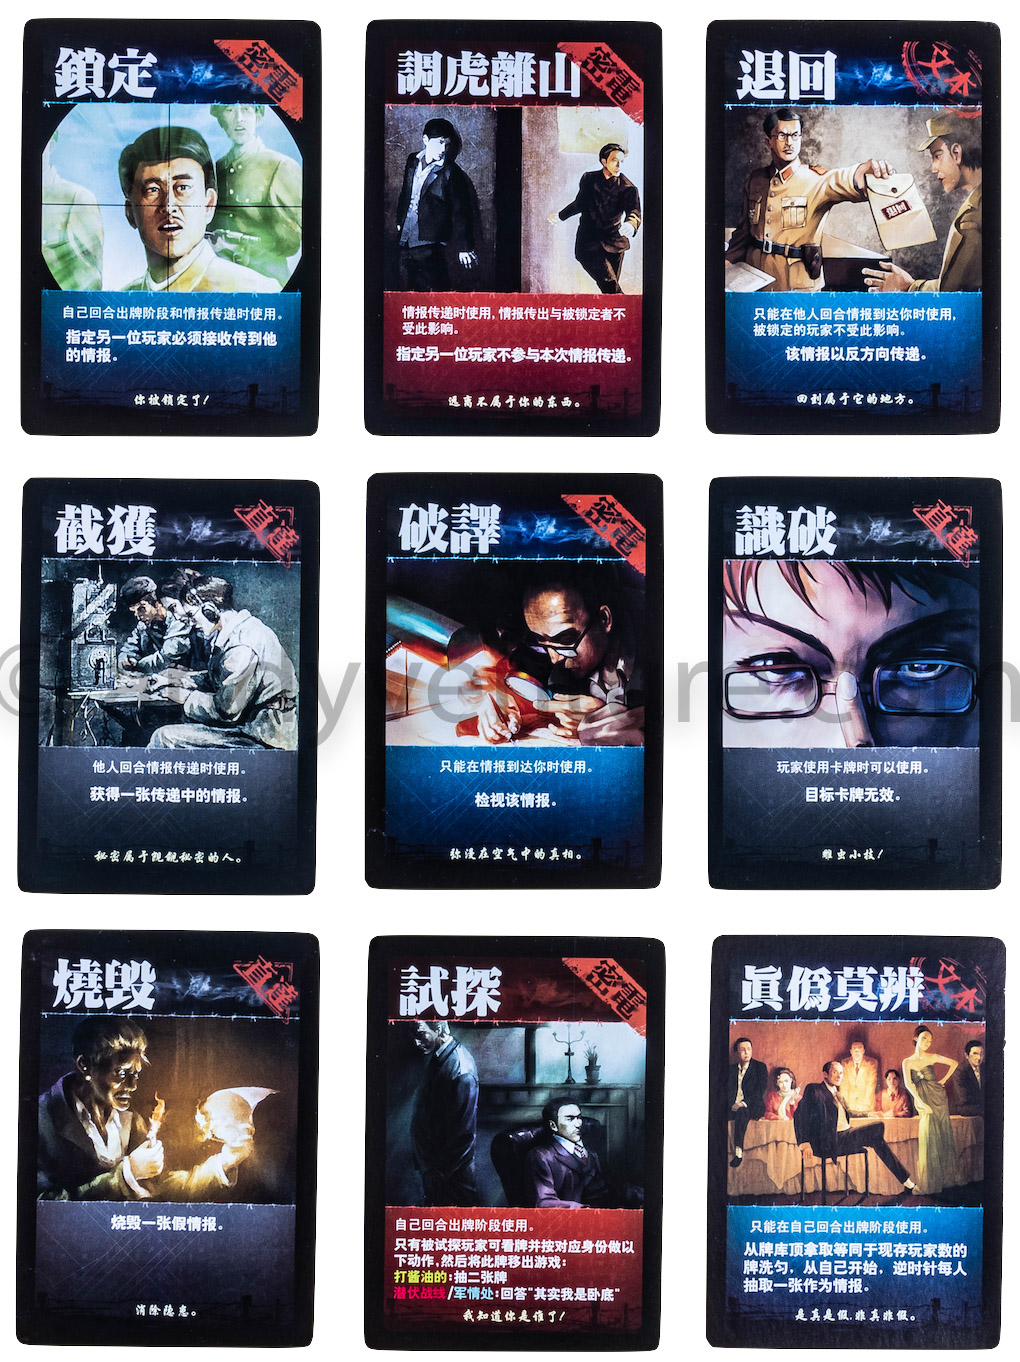 鎖定
密電
自己回合出牌阶段和情报传递时使用。
指定另一位玩家必须接收传到他
的情报。
你被锁定了!
調虎離山
密電
情报传递时使用,情报传出与被锁定者不
受此影响。
指定另一位玩家不参与本次情报传递。
远离不属于你的东西。
退回
退回
只能在他人回合情报到达你时使用,
被锁定的玩家不受此影响。
该情报以反方向传递。
回到属于它的地方。
截獲
直達
他人回合情报传递时使用。
获得一张传递中的情报。
秘密属于觊觎秘密的人。
破譯
密電
只能在情报到达你时使用。
检视该情报。
弥漫在空气中的真相。
識破
直達
玩家使用卡牌时可以使用。
目标卡牌无效。
雕虫小技!
燒毀
直達
烧毁一张假情报。
消除隐患。
試探
密電
自己回合出牌阶段使用。
只有被试探玩家可看牌并按对应身份做以
下动作,然后将此牌移出游戏:
打酱油的:抽二张牌
潜伏战线/军情处:回答"其实我是卧底"
我知道你是谁了!
眞僞莫辨
只能在自己回合出牌阶段使用。
从牌库顶拿取等同于现存玩家数的
牌洗匀,从自己开始,逆时针每人
抽取一张作为情报。
是真是假,非真非假。